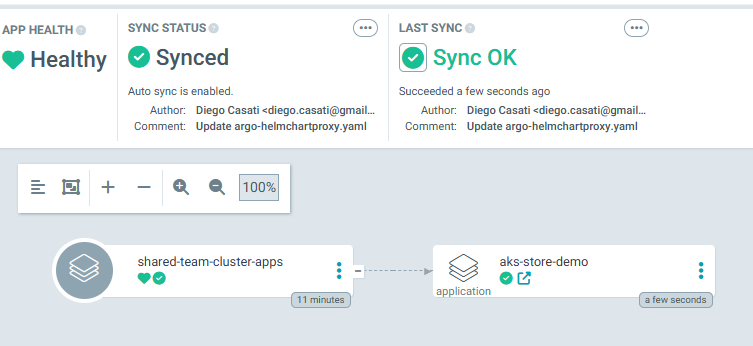 APP HEALTH
Healthy
SYNC STATUS
Synced
Auto sync is enabled.
Author: Diego Casati <diego.casati@gmail...
Comment: Update argo-helmchartproxy.yaml
LAST SYNC
Sync OK
Succeeded a few seconds ago
Author: Diego Casati <diego.casati@gmail...
Comment: Update argo-helmchartproxy.yaml
100%
shared-team-cluster-apps
11 minutes
aks-store-demo
application
a few seconds